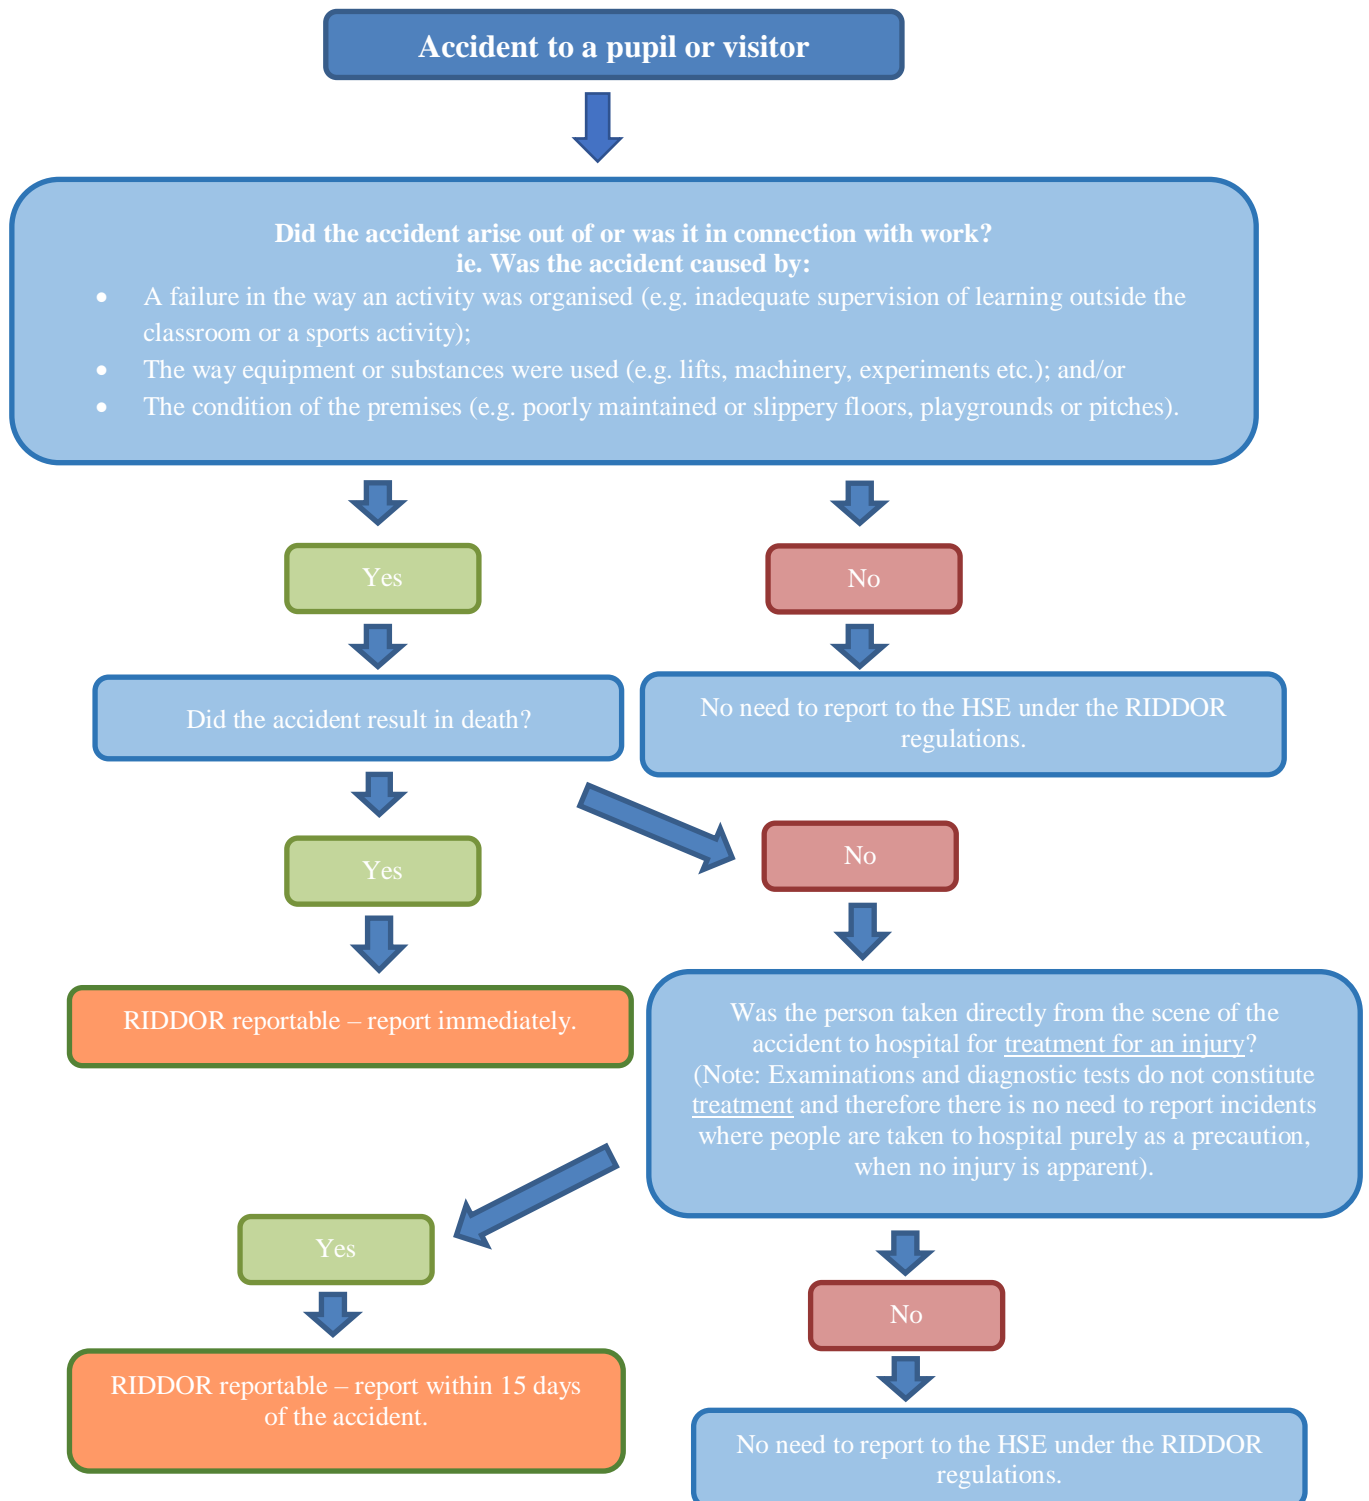 Accident to a pupil or visitor
Did the accident arise out of or was it in connection with work?
ie. Was the accident caused by:
• A failure in the way an activity was organised (e.g. inadequate supervision of learning outside the
classroom or a sports activity);
• The way equipment or substances were used (e.g. lifts, machinery, experiments etc.); and/or
• The condition of the premises (e.g. poorly maintained or slippery floors, playgrounds or pitches).
Yes
No
Did the accident result in death?
No need to report to the HSE under the RIDDOR
regulations.
Yes
No
RIDDOR reportable – report immediately.
Was the person taken directly from the scene of the
accident to hospital for treatment for an injury?
(Note: Examinations and diagnostic tests do not constitute
treatment and therefore there is no need to report incidents
where people are taken to hospital purely as a precaution,
when no injury is apparent).
Yes
No
RIDDOR reportable – report within 15 days
of the accident.
No need to report to the HSE under the RIDDOR
regulations.